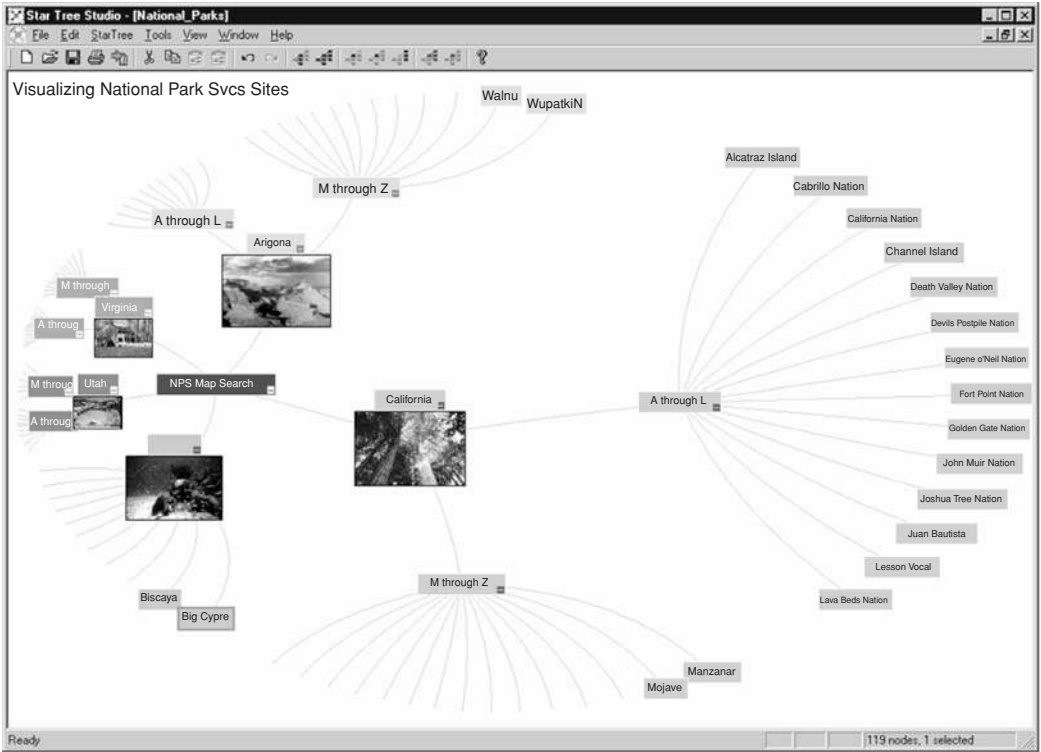 Star Tree Studio - [National_Parks]
File Edit StarTree Tools View Window Help
Visualizing National Park Svcs Sites
Walnu
WupatkiN
M through Z
A through L
Arigona
M through
Virginia
A throug
M throug
Utah
A throug
NPS Map Search
California
A through L
Alcatraz Island
Cabrillo Nation
California Nation
Channel Island
Death Valley Nation
Devils Postpile Nation
Eugene o'Neil Nation
Fort Point Nation
Golden Gate Nation
John Muir Nation
Joshua Tree Nation
Juan Bautista
Lesson Vocal
Lava Beds Nation
Biscaya
Big Cypre
M through Z
Manzanar
Mojave
Ready
119 nodes, 1 selected